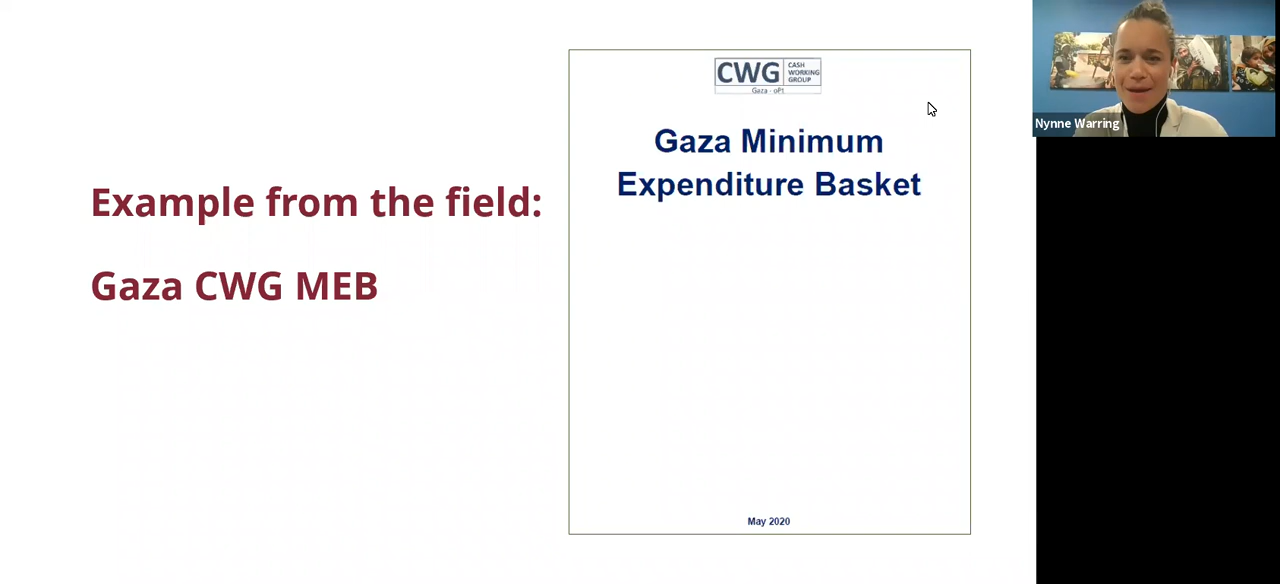 Example from the field:
Gaza CWG MEB
CWG CASH
WORKING
GROUP
Gaza - oPt
Gaza Minimum
Expenditure Basket
May 2020
Nynne Warring